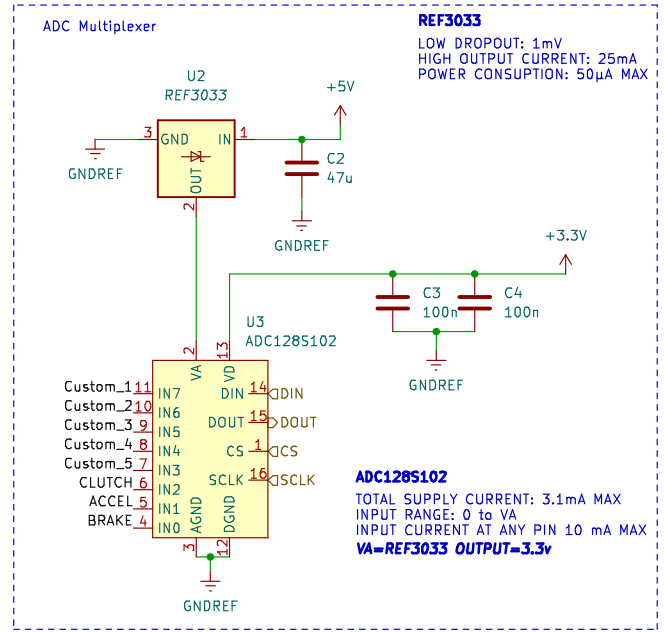 ADC Multiplexer
REF3033
LOW DROPOUT: 1mV
HIGH OUTPUT CURRENT: 25mA
POWER CONSUPTION: 50µA MAX
U2
REF3033
+5V
3 GND IN 1
OUT
2
GNDREF
C2
47u
GNDREF
+3.3V
C3
100n
C4
100n
GNDREF
U3
ADC128S102
2 13
VA VD
Custom_1 11 IN7
Custom_2 10 IN6
Custom_3 9 IN5
Custom_4 8 IN4
Custom_5 7 IN3
CLUTCH 6 IN2
ACCEL 5 IN1
BRAKE 4 IN0
DIN 14 DIN
DOUT 15 DOUT
CS 1 CS
SCLK 16 SCLK
AGND DGND
3 12
GNDREF
ADC128S102
TOTAL SUPPLY CURRENT: 3.1mA MAX
INPUT RANGE: 0 to VA
INPUT CURRENT AT ANY PIN 10 mA MAX
VA=REF3033 OUTPUT=3.3v